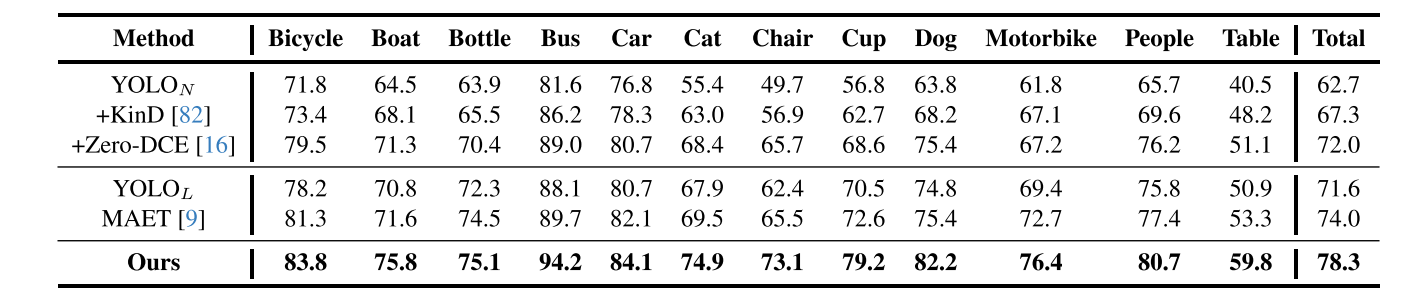 Method Bicycle Boat Bottle Bus Car Cat Chair Cup Dog Motorbike People Table Total
YOLO_N 71.8 64.5 63.9 81.6 76.8 55.4 49.7 56.8 63.8 61.8 65.7 40.5 62.7
+KinD [82] 73.4 68.1 65.5 86.2 78.3 63.0 56.9 62.7 68.2 67.1 69.6 48.2 67.3
+Zero-DCE [16] 79.5 71.3 70.4 89.0 80.7 68.4 65.7 68.6 75.4 67.2 76.2 51.1 72.0
YOLO_L 78.2 70.8 72.3 88.1 80.7 67.9 62.4 70.5 74.8 69.4 75.8 50.9 71.6
MAET [9] 81.3 71.6 74.5 89.7 82.1 69.5 65.5 72.6 75.4 72.7 77.4 53.3 74.0
Ours 83.8 75.8 75.1 94.2 84.1 74.9 73.1 79.2 82.2 76.4 80.7 59.8 78.3